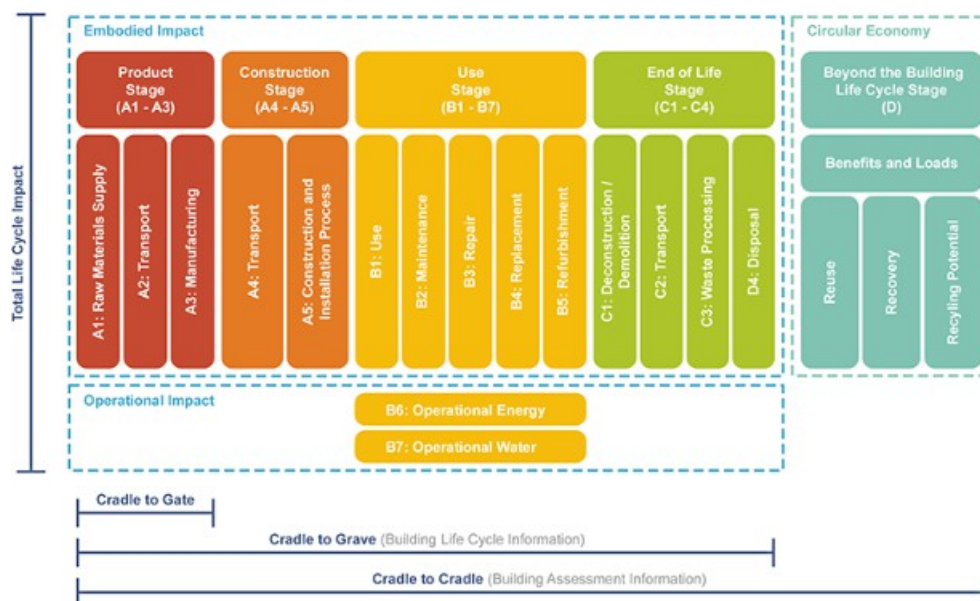 Embodied Impact
Circular Economy
Product
Stage
(A1 - A3)
Construction
Stage
(A4 - A5)
Use
Stage
(B1 - B7)
End of Life
Stage
(C1 - C4)
Beyond the Building
Life Cycle Stage
(D)
Benefits and Loads
Total Life Cycle Impact
A1: Raw Materials Supply
A2: Transport
A3: Manufacturing
A4: Transport
A5: Construction and
Installation Process
B1: Use
B2: Maintenance
B3: Repair
B4: Replacement
B5: Refurbishment
C1: Deconstruction /
Demolition
C2: Transport
C3: Waste Processing
D4: Disposal
Reuse
Recovery
Recyling Potential
Operational Impact
B6: Operational Energy
B7: Operational Water
Cradle to Gate
Cradle to Grave (Building Life Cycle Information)
Cradle to Cradle (Building Assessment Information)